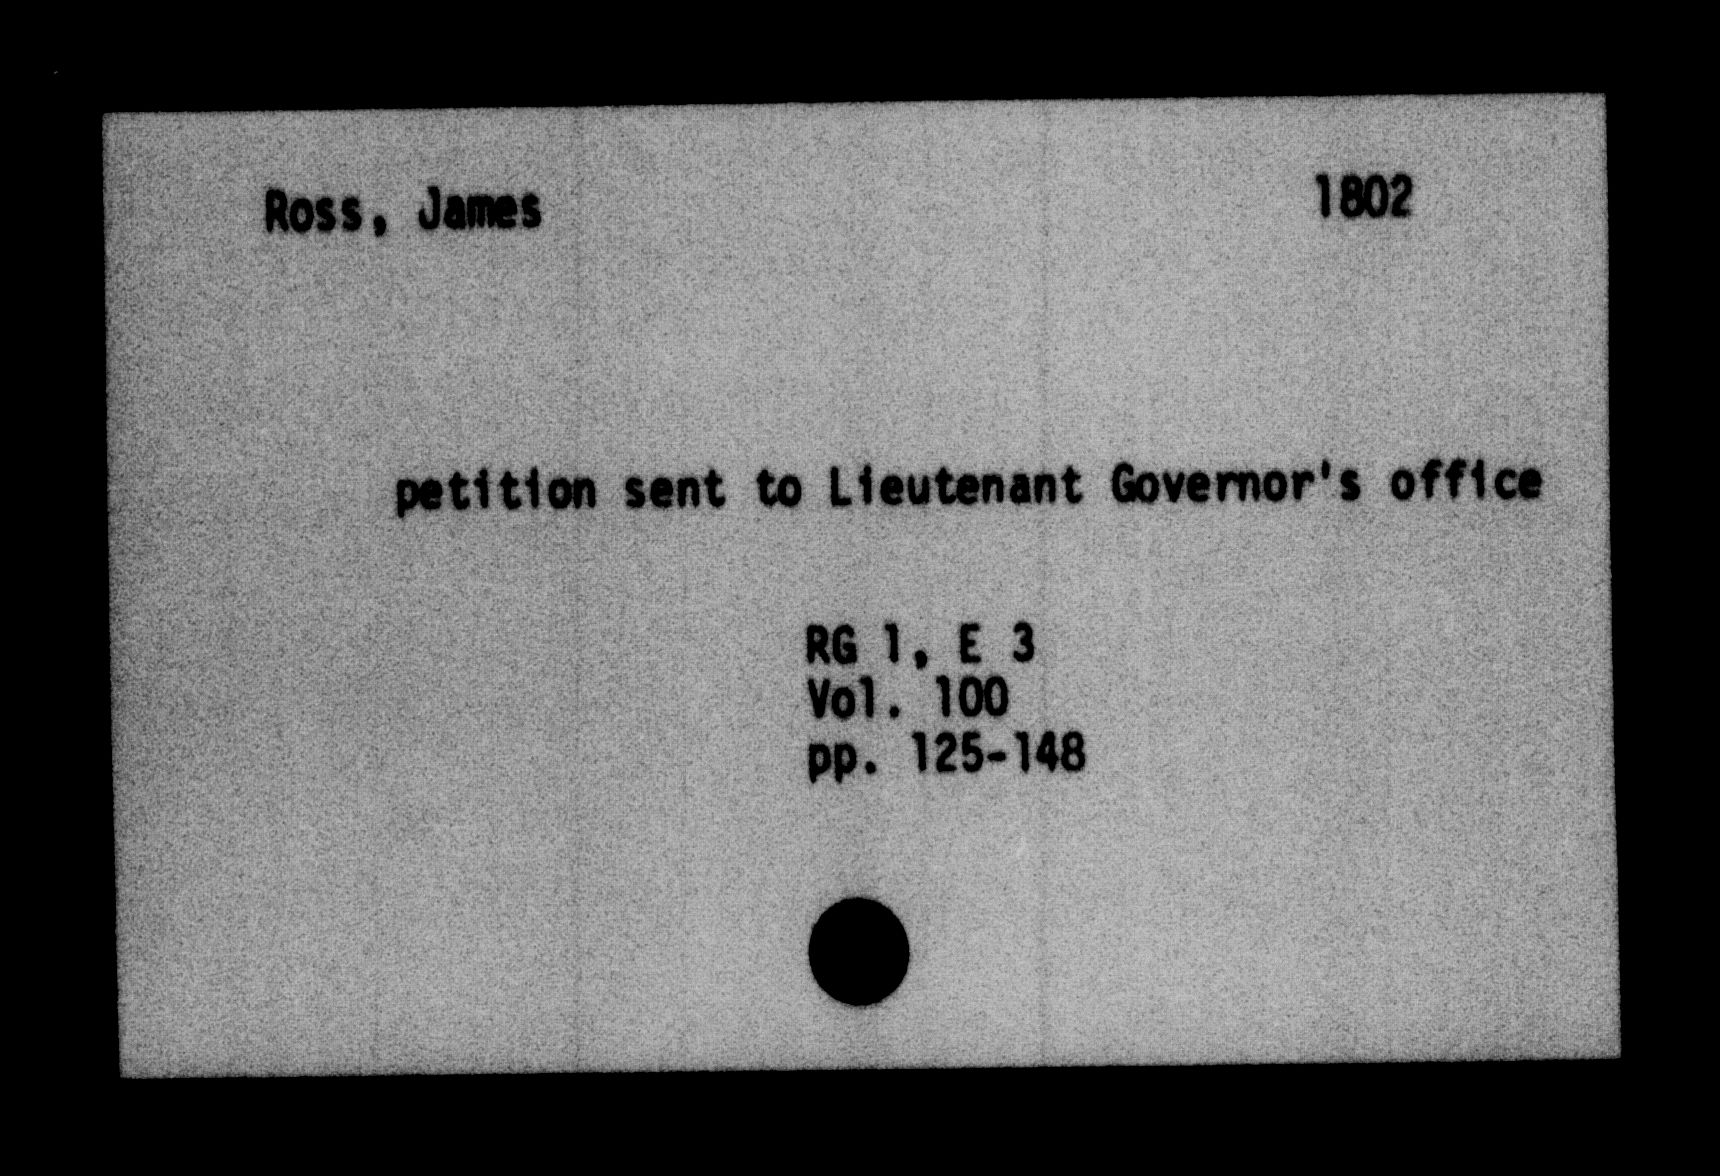 Ross, James 1802
petition sent to Lieutenant Governor's office
RG 1, E 3
Vol. 100
pp. 125-148